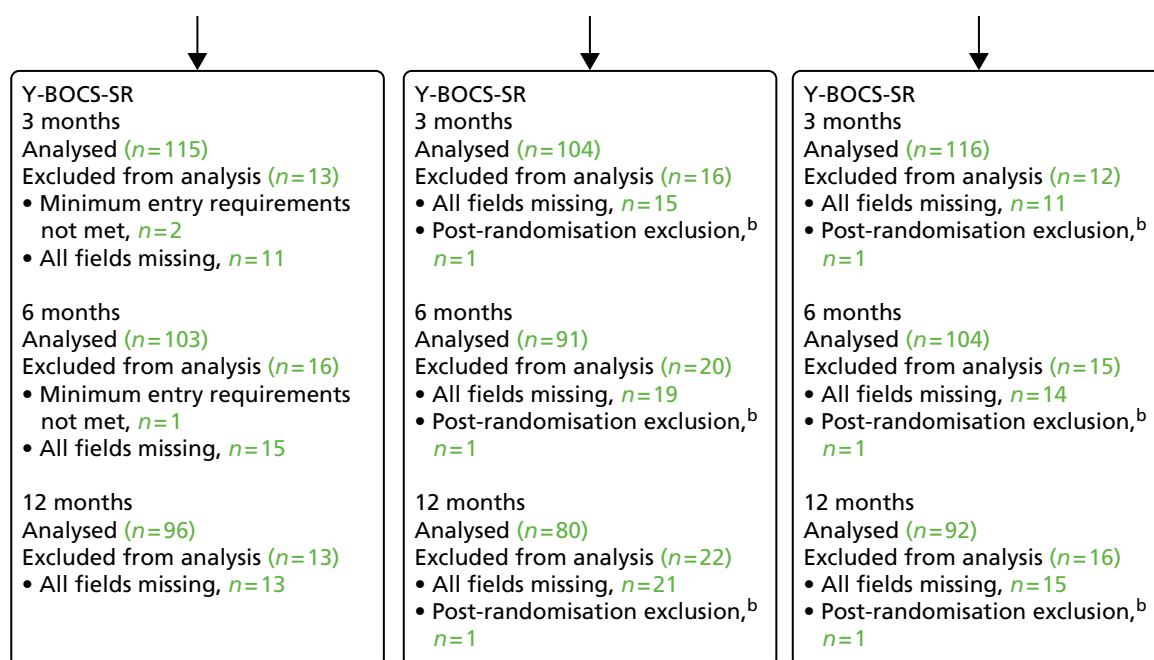 Y-BOCS-SR
3 months
Analysed (n=115)
Excluded from analysis (n=13)
• Minimum entry requirements
not met, n=2
• All fields missing, n=11
6 months
Analysed (n=103)
Excluded from analysis (n=16)
• Minimum entry requirements
not met, n=1
• All fields missing, n=15
12 months
Analysed (n=96)
Excluded from analysis (n=13)
• All fields missing, n=13
Y-BOCS-SR
3 months
Analysed (n=104)
Excluded from analysis (n=16)
• All fields missing, n=15
• Post-randomisation exclusion,b
n=1
6 months
Analysed (n=91)
Excluded from analysis (n=20)
• All fields missing, n=19
• Post-randomisation exclusion,b
n=1
12 months
Analysed (n=80)
Excluded from analysis (n=22)
• All fields missing, n=21
• Post-randomisation exclusion,b
n=1
Y-BOCS-SR
3 months
Analysed (n=116)
Excluded from analysis (n=12)
• All fields missing, n=11
• Post-randomisation exclusion,b
n=1
6 months
Analysed (n=104)
Excluded from analysis (n=15)
• All fields missing, n=14
• Post-randomisation exclusion,b
n=1
12 months
Analysed (n=92)
Excluded from analysis (n=16)
• All fields missing, n=15
• Post-randomisation exclusion,b
n=1